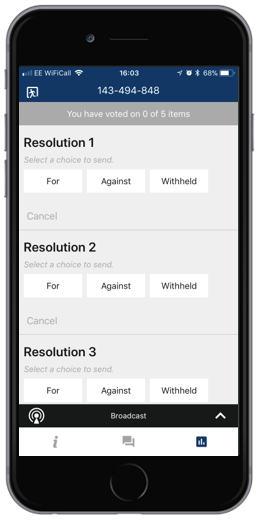 EE WiFiCall 16:03 68%
143-494-848
You have voted on 0 of 5 items
Resolution 1
Select a choice to send.
For Against Withheld
Cancel
Resolution 2
Select a choice to send.
For Against Withheld
Cancel
Resolution 3
Select a choice to send.
For Against Withheld
Broadcast